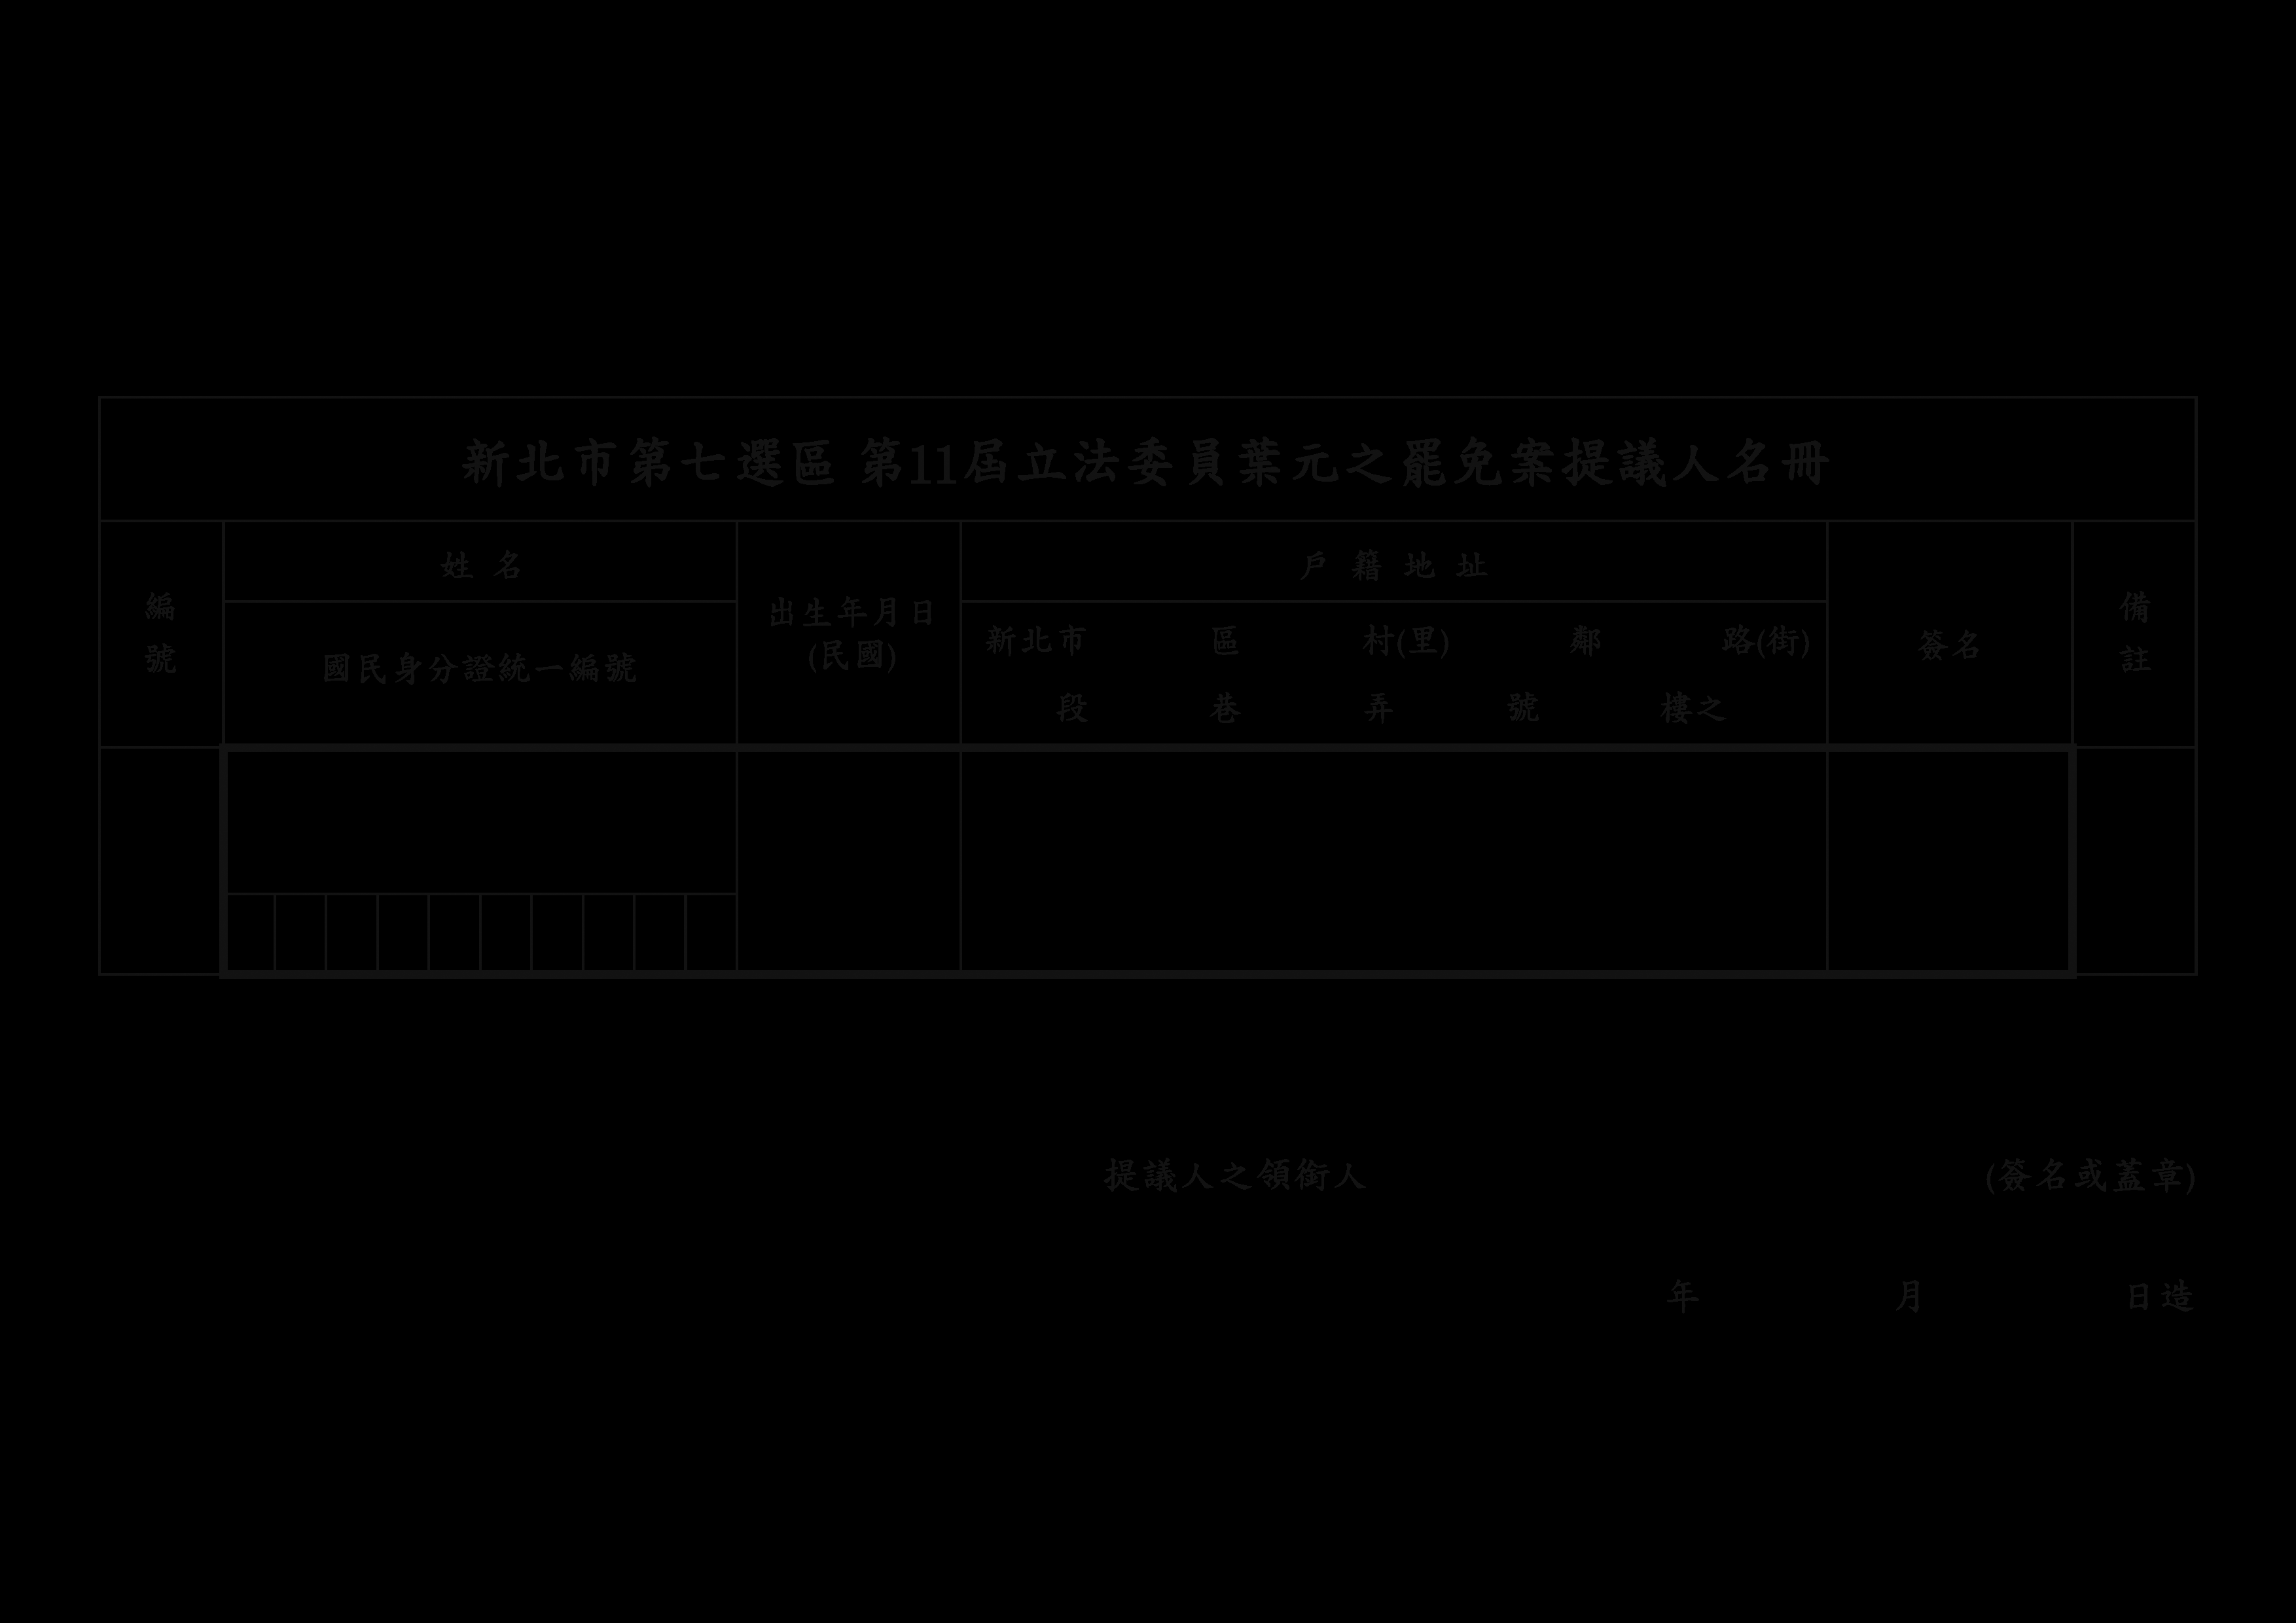 新北市第七選區 第11屆立法委員葉元之罷免案提議人名冊
編號
姓 名
國民身分證統一編號
出生年月日
(民國)
戶 籍 地 址
新北市 區 村(里) 鄰 路(街)
段 巷 弄 號 樓之
簽名
備註
提議人之領銜人 (簽名或蓋章)
年 月 日造